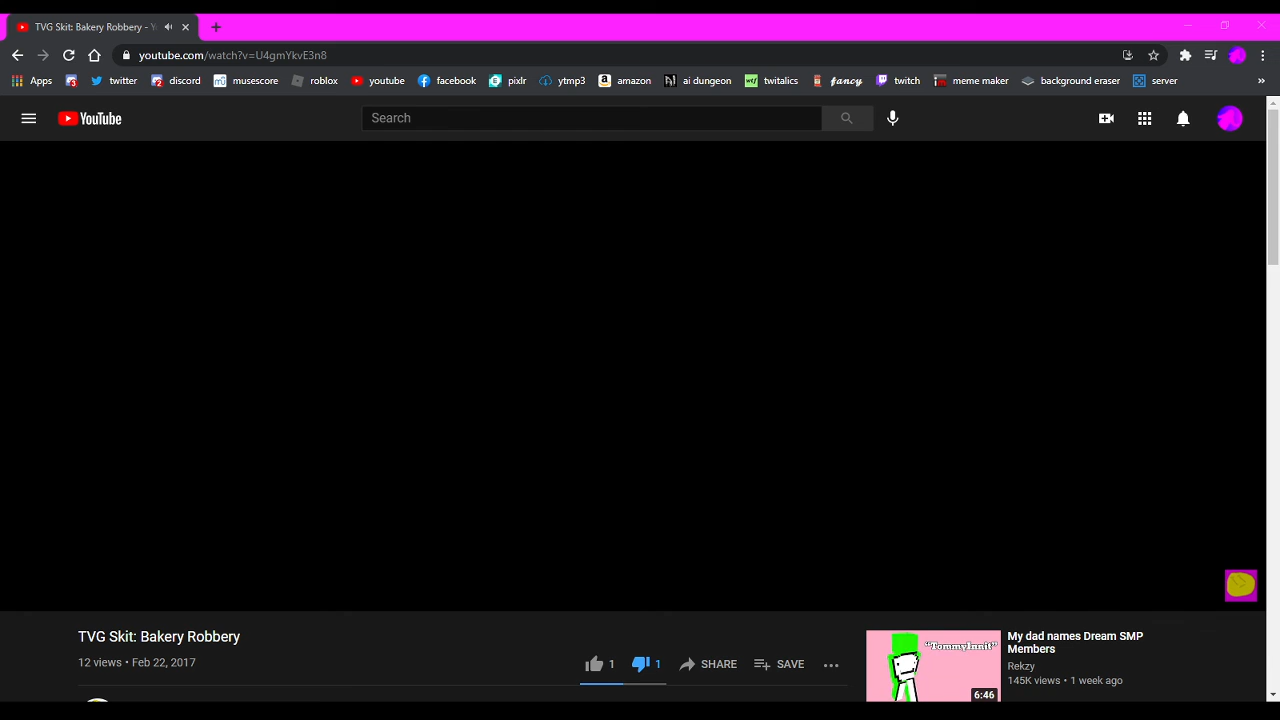 TVG Skit: Bakery Robbery - Y
youtube.com/watch?v=U4gmYkvE3n8
Apps twitter discord musescore roblox youtube facebook pixlr ytmp3 amazon ai dungeon twitalics fancy twitch meme maker background eraser server
YouTube
Search
TVG Skit: Bakery Robbery
12 views • Feb 22, 2017
1 1 SHARE SAVE
"TommyInnit"
6:46
My dad names Dream SMP
Members
Rekzy
145K views • 1 week ago